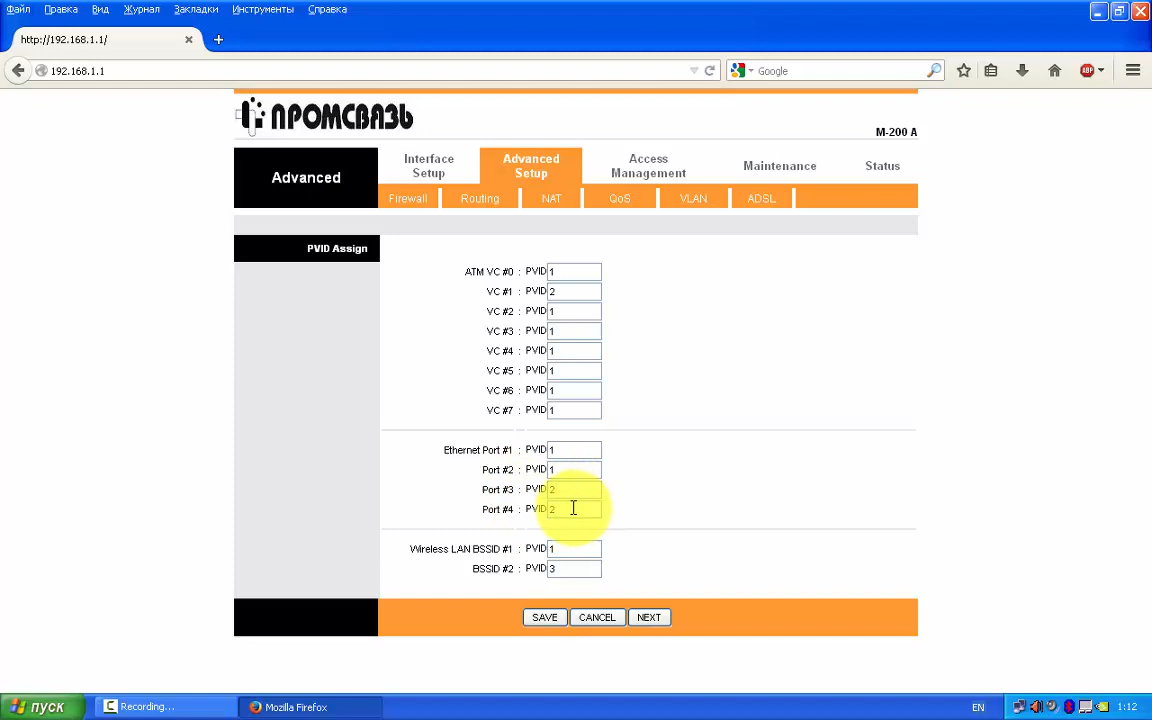 Файл Правка Вид Журнал Закладки Инструменты Справка
http://192.168.1.1/
192.168.1.1
Google
ABP
ПРОМСВЯЗЬ
M-200 A
Advanced
Interface Setup
Advanced Setup
Access Management
Maintenance
Status
Firewall
Routing
NAT
QoS
VLAN
ADSL
PVID Assign
ATM VC #0 : PVID 1
VC #1 : PVID 2
VC #2 : PVID 1
VC #3 : PVID 1
VC #4 : PVID 1
VC #5 : PVID 1
VC #6 : PVID 1
VC #7 : PVID 1
Ethernet Port #1 : PVID 1
Port #2 : PVID 1
Port #3 : PVID 2
Port #4 : PVID 2
Wireless LAN BSSID #1 : PVID 1
BSSID #2 : PVID 3
SAVE CANCEL NEXT
пуск
Recording...
Mozilla Firefox
EN
1:12